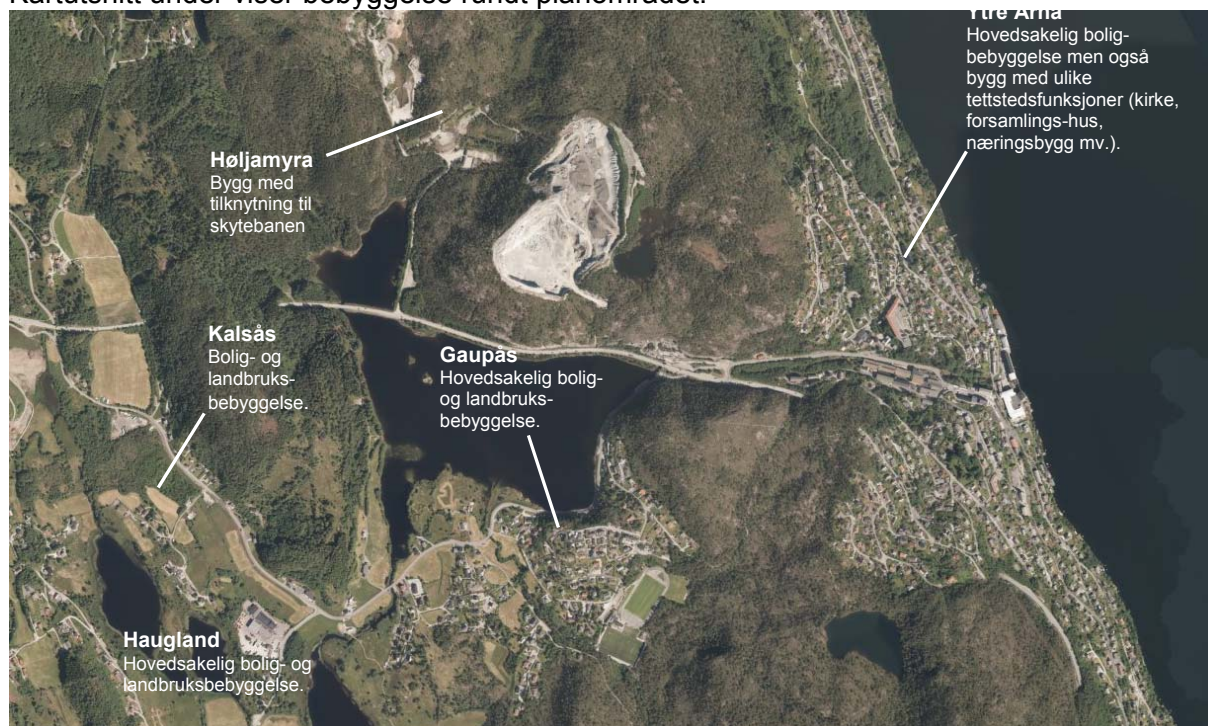 Kartutsnitt under viser bebyggelse rundt planområdet.
Ytre Arna
Hovedsakelig bolig-
bebyggelse men også
bygg med ulike
tettstedsfunksjoner (kirke,
forsamlings-hus,
næringsbygg mv.).
Høljamyra
Bygg med
tilknytning til
skytebanen
Kalsås
Bolig- og
landbruks-
bebyggelse.
Gaupås
Hovedsakelig bolig-
og landbruks-
bebyggelse.
Haugland
Hovedsakelig bolig- og
landbruksbebyggelse.